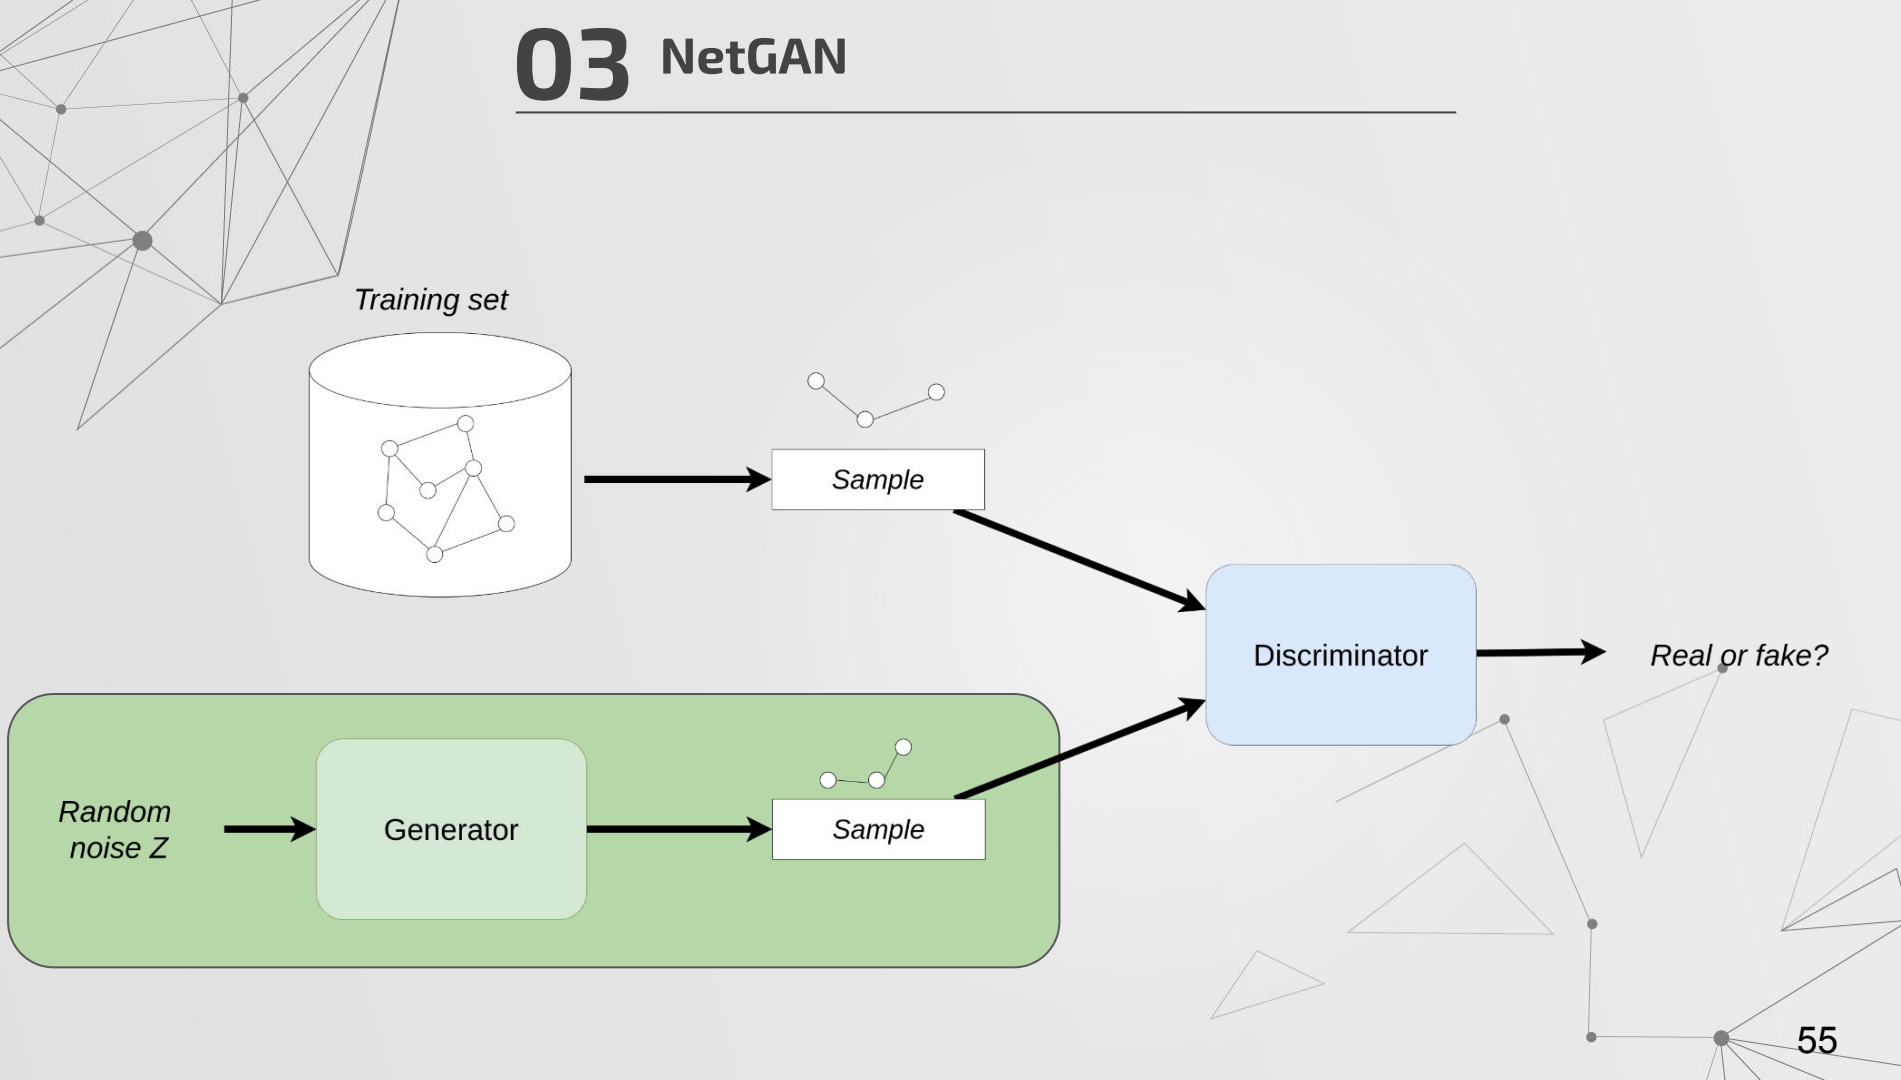 03 NetGAN
Training set
Sample
Discriminator
Real or fake?
Random
noise Z
Generator
Sample
55